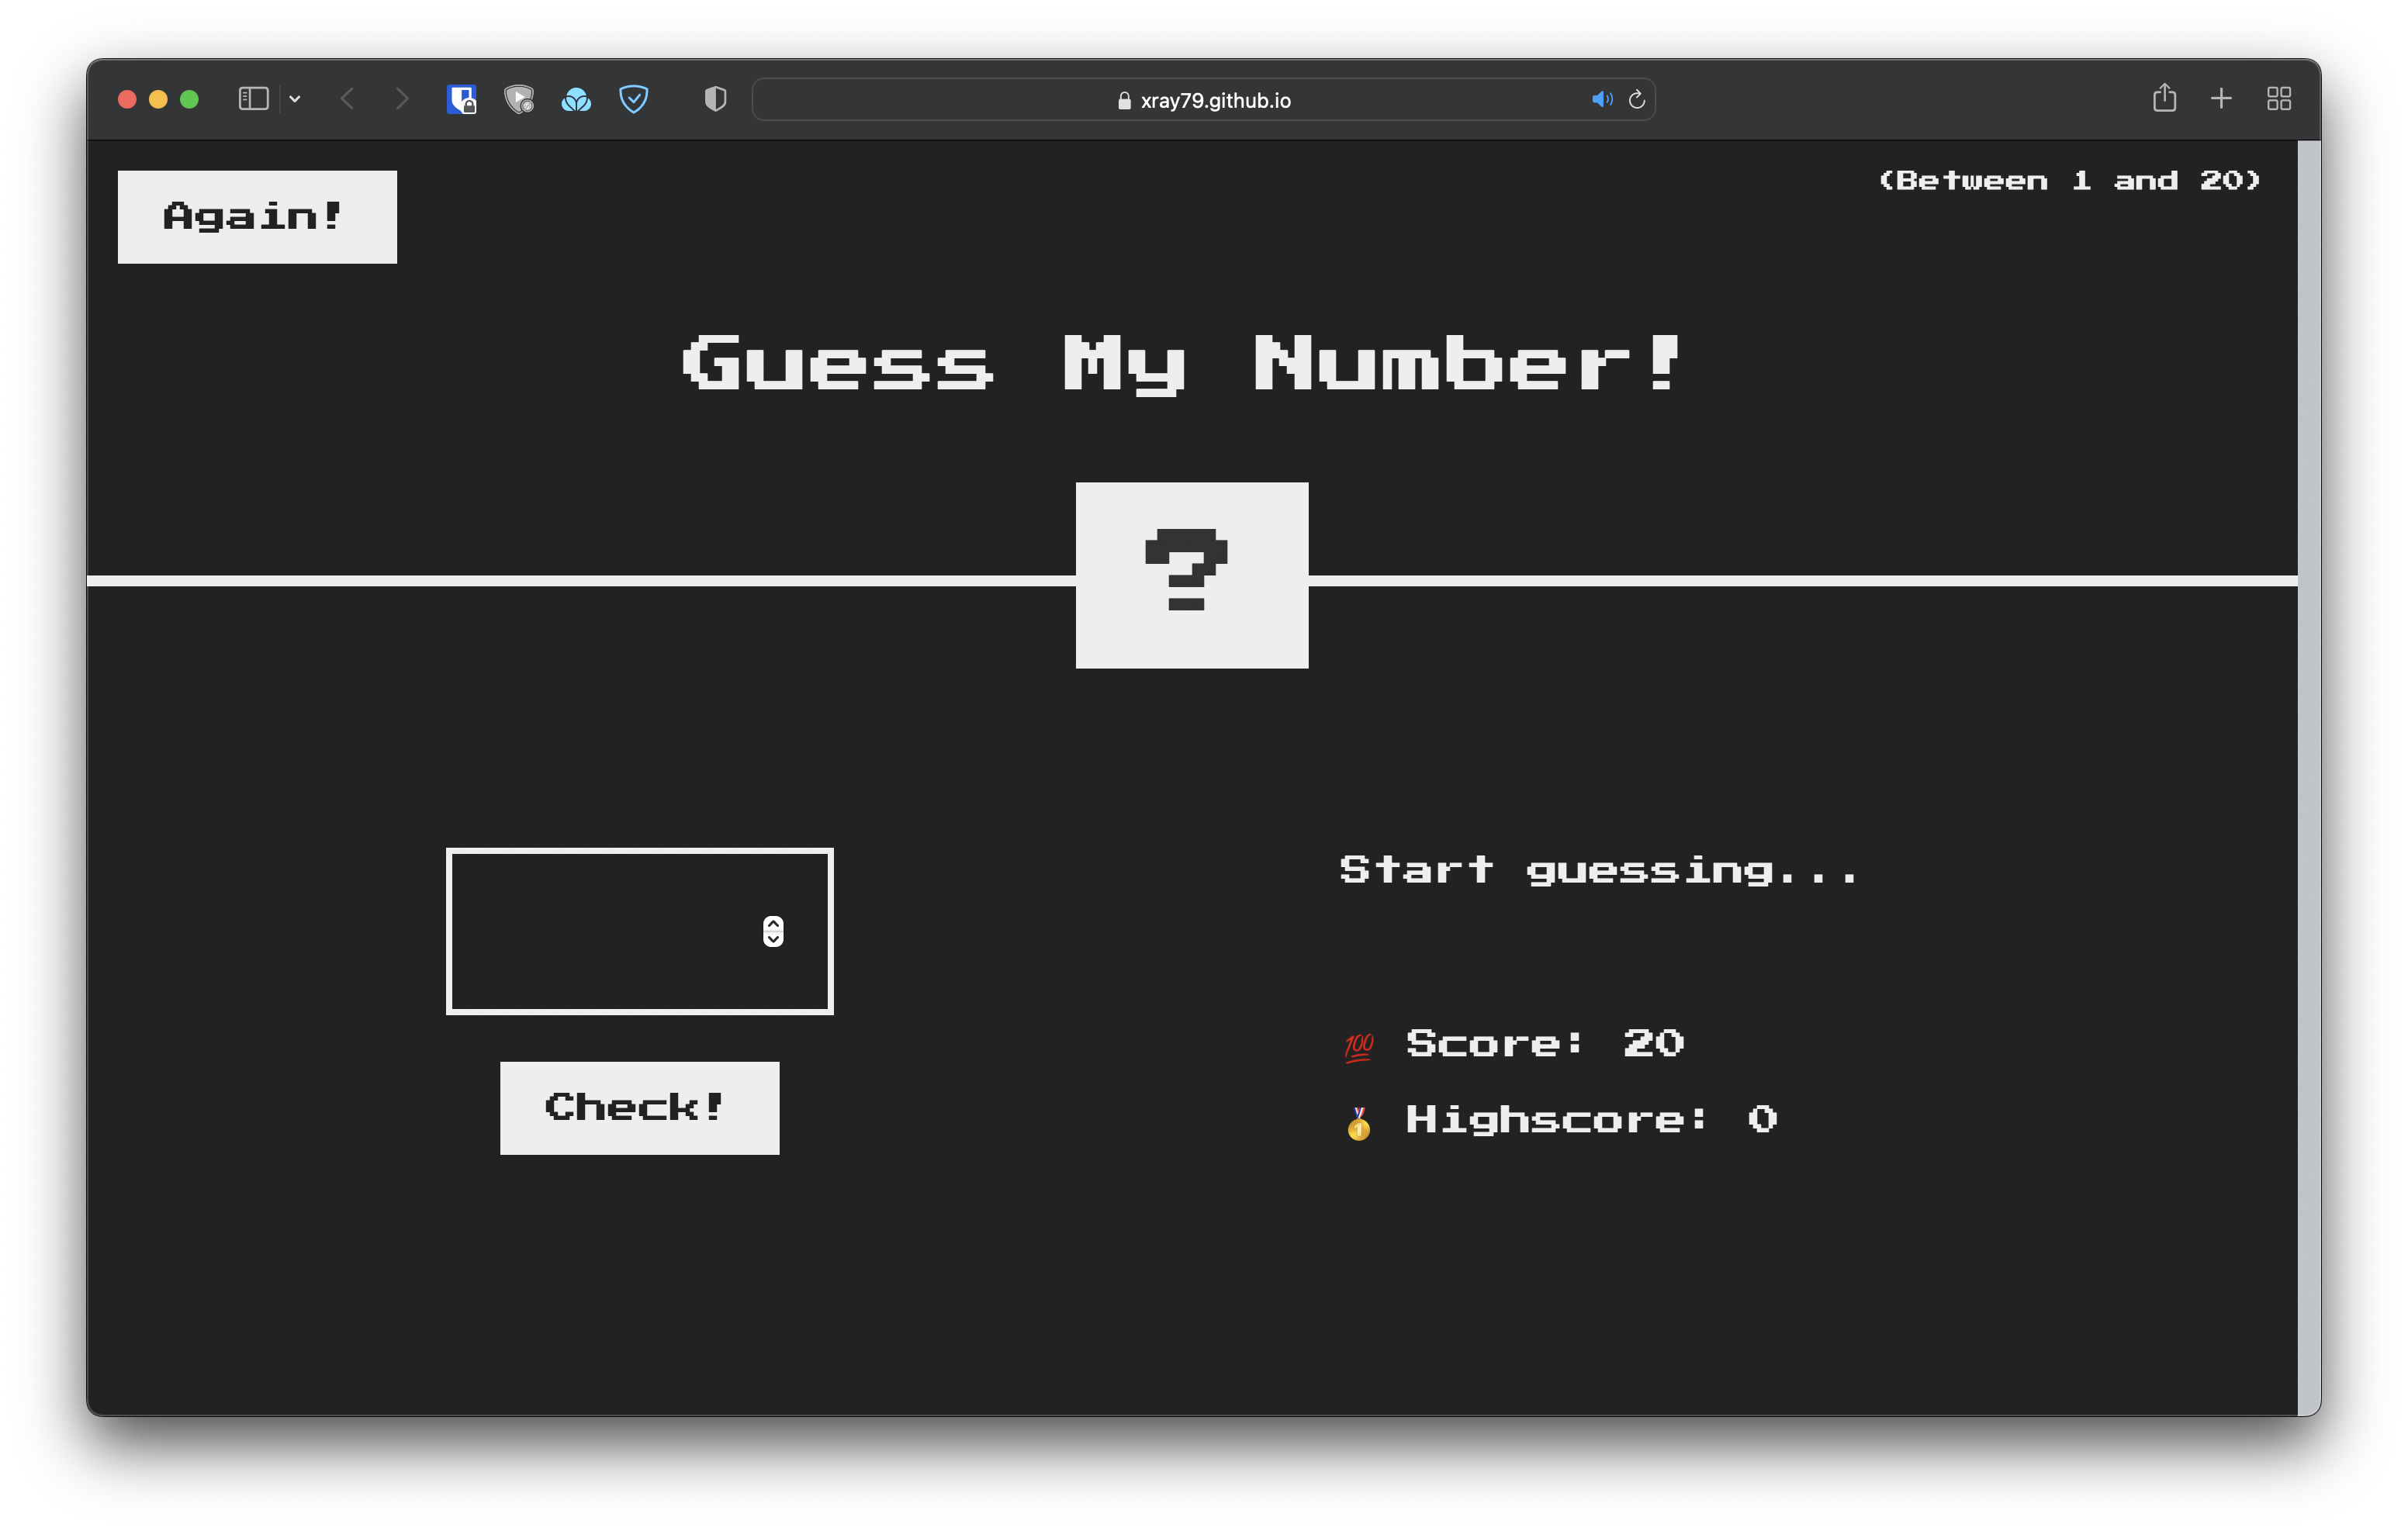 xray79.github.io
Again!
(Between 1 and 20)
Guess My Number!
?
Start guessing...
💯 Score: 20
Check!
🥇 Highscore: 0